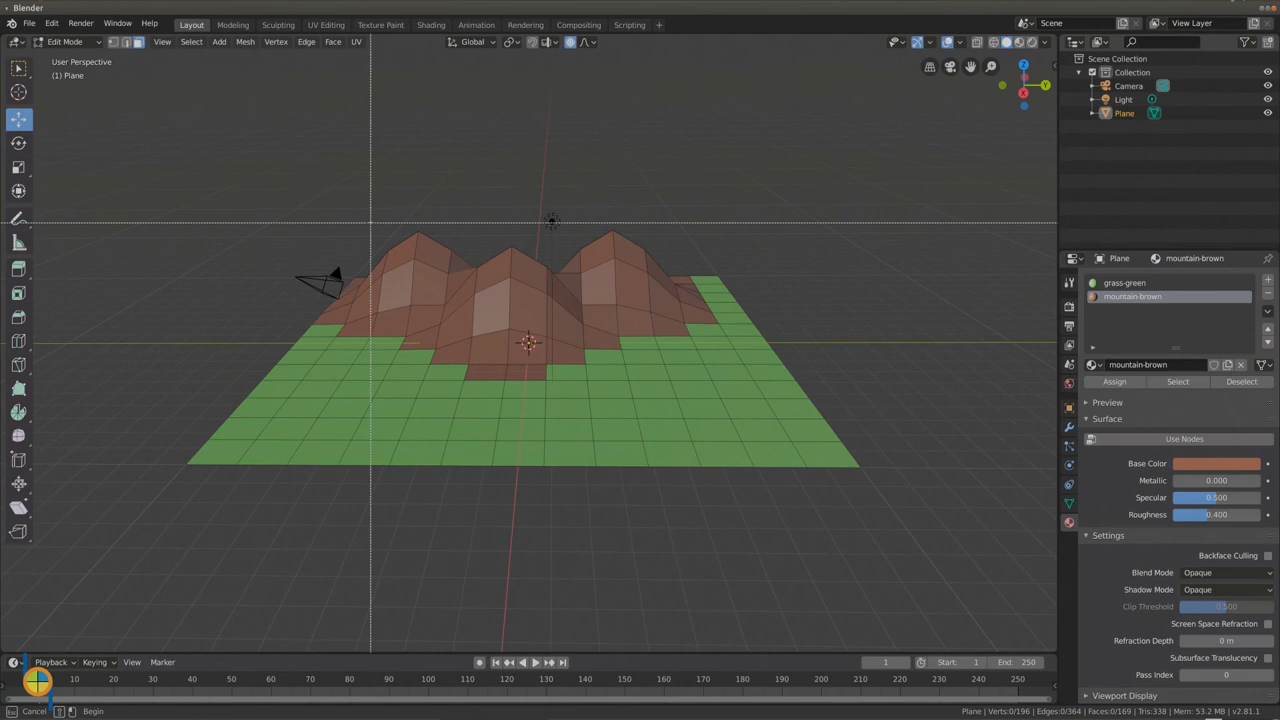 Blender
File Edit Render Window Help Layout Modeling Sculpting UV Editing Texture Paint Shading Animation Rendering Compositing Scripting + Scene View Layer
Edit Mode View Select Add Mesh Vertex Edge Face UV Global
User Perspective
(1) Plane
Z
Y
X
Scene Collection
Collection
Camera
Light
Plane
Plane mountain-brown
grass-green
mountain-brown
mountain-brown
Assign Select Deselect
Preview
Surface
Use Nodes
Base Color
Metallic 0.000
Specular 0.500
Roughness 0.400
Settings
Backface Culling
Blend Mode Opaque
Shadow Mode Opaque
Clip Threshold 0.500
Screen Space Refraction
Refraction Depth 0 m
Subsurface Translucency
Pass Index 0
Viewport Display
Playback Keying View Marker 1 Start: 1 End: 250
10 20 30 40 50 60 70 80 90 100 110 120 130 140 150 160 170 180 190 200 210 220 230 240 250
Cancel Begin Plane | Verts:0/196 | Edges:0/364 | Faces:0/169 | Tris:338 | Mem: 53.2 MB | v2.81.1